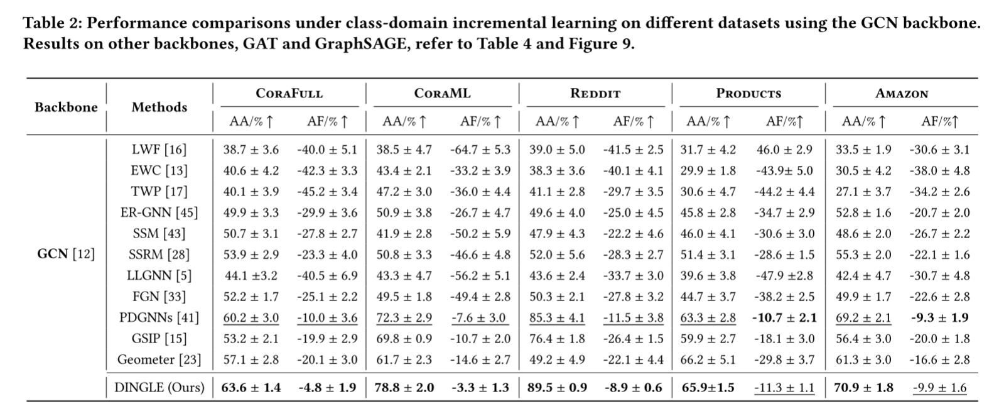 Table 2: Performance comparisons under class-domain incremental learning on different datasets using the GCN backbone.
Results on other backbones, GAT and GraphSAGE, refer to Table 4 and Figure 9.
Backbone Methods CoraFull CoraML Reddit Products Amazon
AA/% ↑ AF/% ↑ AA/% ↑ AF/% ↑ AA/% ↑ AF/% ↑ AA/% ↑ AF/%↑ AA/% ↑ AF/%↑
LWF [16] 38.7 ± 3.6 -40.0 ± 5.1 38.5 ± 4.7 -64.7 ± 5.3 39.0 ± 5.0 -41.5 ± 2.5 31.7 ± 4.2 46.0 ± 2.9 33.5 ± 1.9 -30.6 ± 3.1
EWC [13] 40.6 ± 4.2 -42.3 ± 3.3 43.4 ± 2.1 -33.2 ± 3.9 38.3 ± 3.6 -40.1 ± 4.1 29.9 ± 1.8 -43.9± 5.0 30.5 ± 4.2 -38.0 ± 4.8
TWP [17] 40.1 ± 3.9 -45.2 ± 3.4 47.2 ± 3.0 -36.0 ± 4.4 41.1 ± 2.8 -29.7 ± 3.5 30.6 ± 4.7 -44.2 ± 4.4 27.1 ± 3.7 -34.2 ± 2.6
ER-GNN [45] 49.9 ± 3.3 -29.9 ± 3.6 50.9 ± 3.8 -26.7 ± 4.7 49.6 ± 4.0 -25.0 ± 4.5 45.8 ± 2.8 -34.7 ± 2.9 52.8 ± 1.6 -20.7 ± 2.0
SSM [43] 50.7 ± 3.1 -27.8 ± 2.7 41.9 ± 2.8 -50.2 ± 5.9 47.9 ± 4.3 -22.2 ± 4.6 46.0 ± 4.1 -30.6 ± 3.0 48.6 ± 2.0 -26.7 ± 2.2
GCN [12] SSRM [28] 53.9 ± 2.9 -23.3 ± 4.0 50.8 ± 3.3 -46.6 ± 4.8 52.0 ± 5.6 -28.3 ± 2.7 51.4 ± 3.1 -28.6 ± 1.5 55.3 ± 2.0 -22.1 ± 1.6
LLGNN [5] 44.1 ±3.2 -40.5 ± 6.9 43.3 ± 4.7 -56.2 ± 5.1 43.6 ± 2.4 -33.7 ± 3.0 39.6 ± 3.8 -47.9 ±2.8 42.4 ± 4.7 -30.7 ± 4.8
FGN [33] 52.2 ± 1.7 -25.1 ± 2.2 49.5 ± 1.8 -49.4 ± 2.8 50.3 ± 2.1 -27.8 ± 3.2 44.7 ± 3.7 -38.2 ± 2.5 49.9 ± 1.7 -22.6 ± 2.8
PDGNNs [41] 60.2 ± 3.0 -10.0 ± 3.6 72.3 ± 2.9 -7.6 ± 3.0 85.3 ± 4.1 -11.5 ± 3.8 63.3 ± 2.8 -10.7 ± 2.1 69.2 ± 2.1 -9.3 ± 1.9
GSIP [15] 53.2 ± 2.1 -19.9 ± 2.9 69.8 ± 0.9 -10.7 ± 2.0 76.4 ± 1.8 -26.4 ± 1.5 59.9 ± 2.7 -18.1 ± 3.0 56.4 ± 3.0 -20.0 ± 1.8
Geometer [23] 57.1 ± 2.8 -20.1 ± 3.0 61.7 ± 2.3 -14.6 ± 2.7 49.2 ± 4.9 -22.1 ± 4.4 66.2 ± 5.1 -29.8 ± 3.7 61.3 ± 3.0 -16.6 ± 2.8
DINGLE (Ours) 63.6 ± 1.4 -4.8 ± 1.9 78.8 ± 2.0 -3.3 ± 1.3 89.5 ± 0.9 -8.9 ± 0.6 65.9±1.5 -11.3 ± 1.1 70.9 ± 1.8 -9.9 ± 1.6